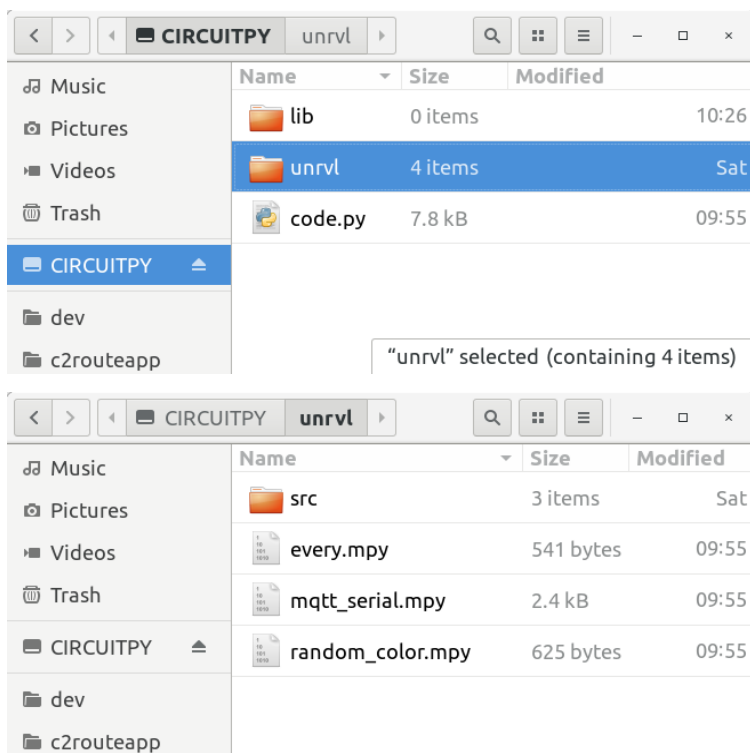 CIRCUITPY unrvl
Name Size Modified
Music
Pictures
Videos
Trash
CIRCUITPY
dev
c2routeapp
lib 0 items 10:26
unrvl 4 items Sat
code.py 7.8 kB 09:55
“unrvl” selected (containing 4 items)
CIRCUITPY unrvl
Name Size Modified
Music
Pictures
Videos
Trash
CIRCUITPY
dev
c2routeapp
src 3 items Sat
every.mpy 541 bytes 09:55
mqtt_serial.mpy 2.4 kB 09:55
random_color.mpy 625 bytes 09:55